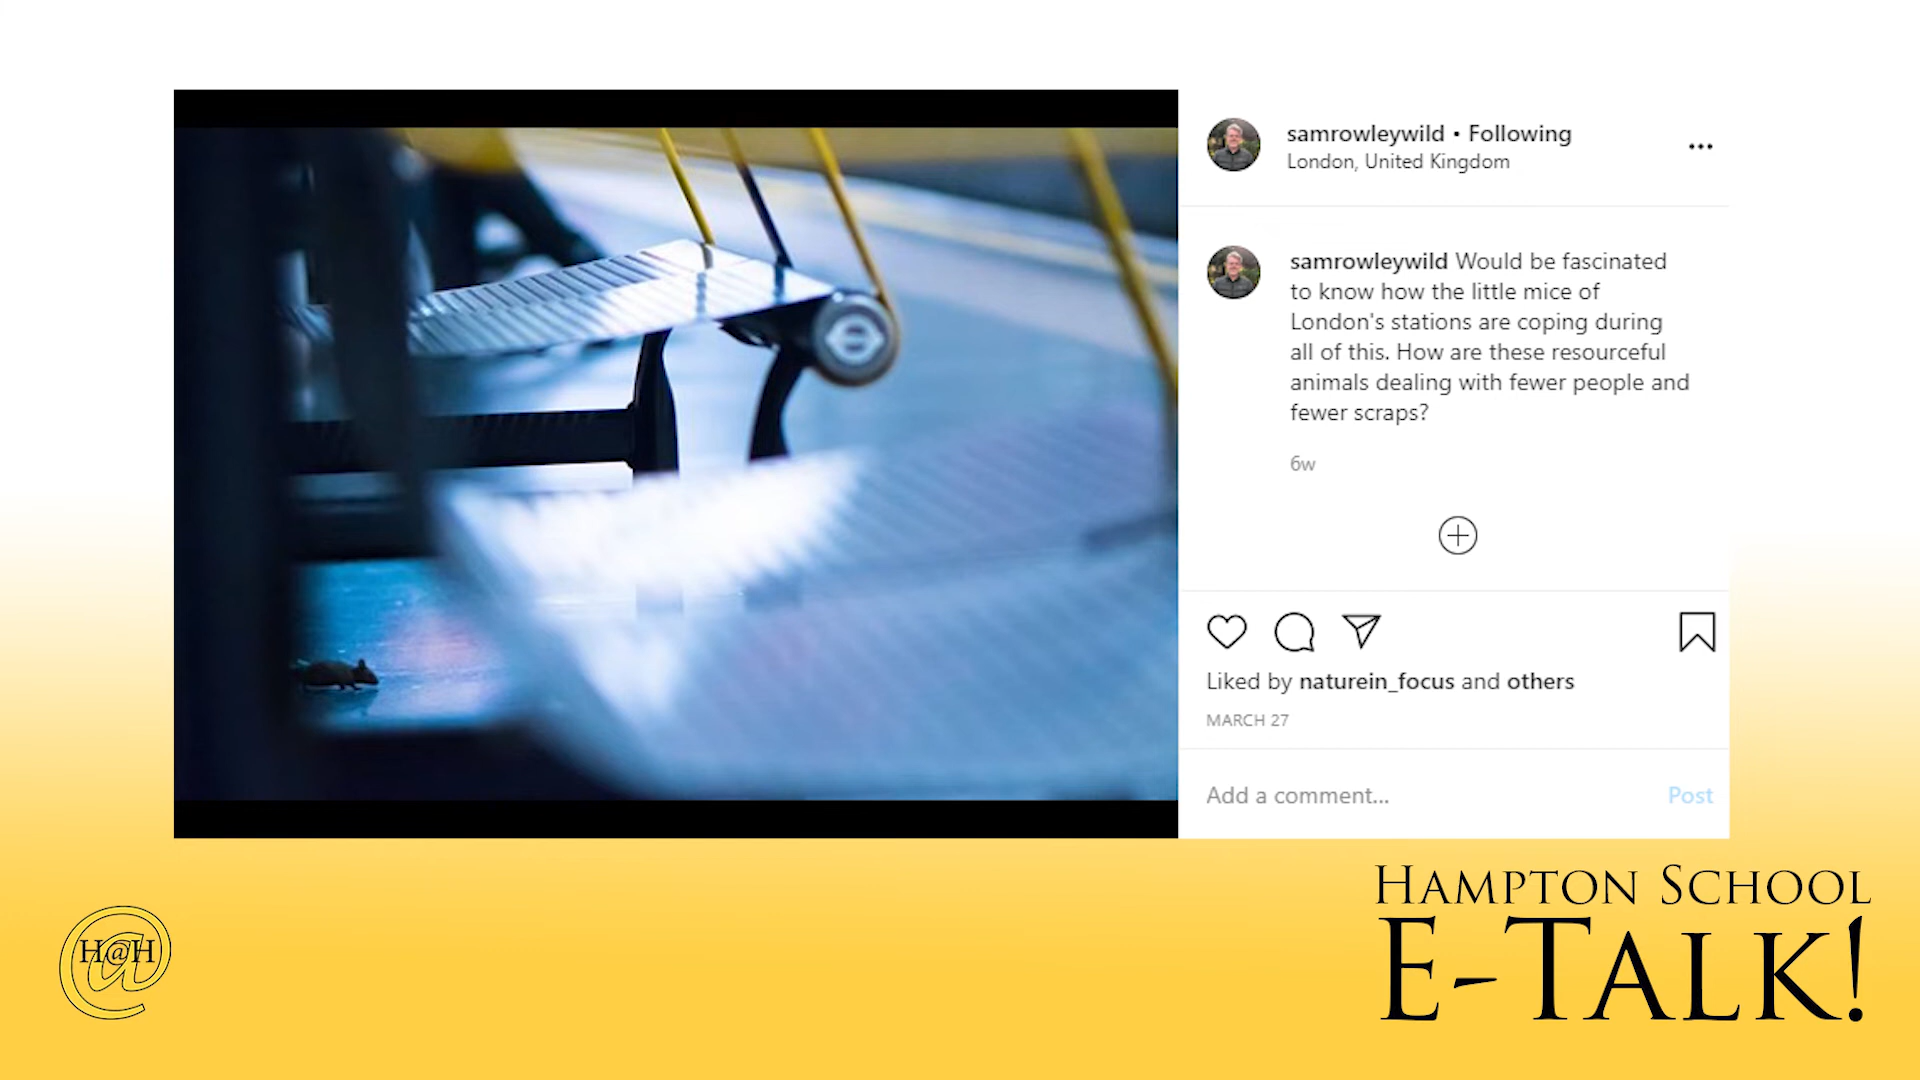 samrowleywild • Following
London, United Kingdom
samrowleywild Would be fascinated
to know how the little mice of
London's stations are coping during
all of this. How are these resourceful
animals dealing with fewer people and
fewer scraps?
6w
Liked by naturein_focus and others
MARCH 27
Add a comment... Post
H@H
HAMPTON SCHOOL
E-TALK!